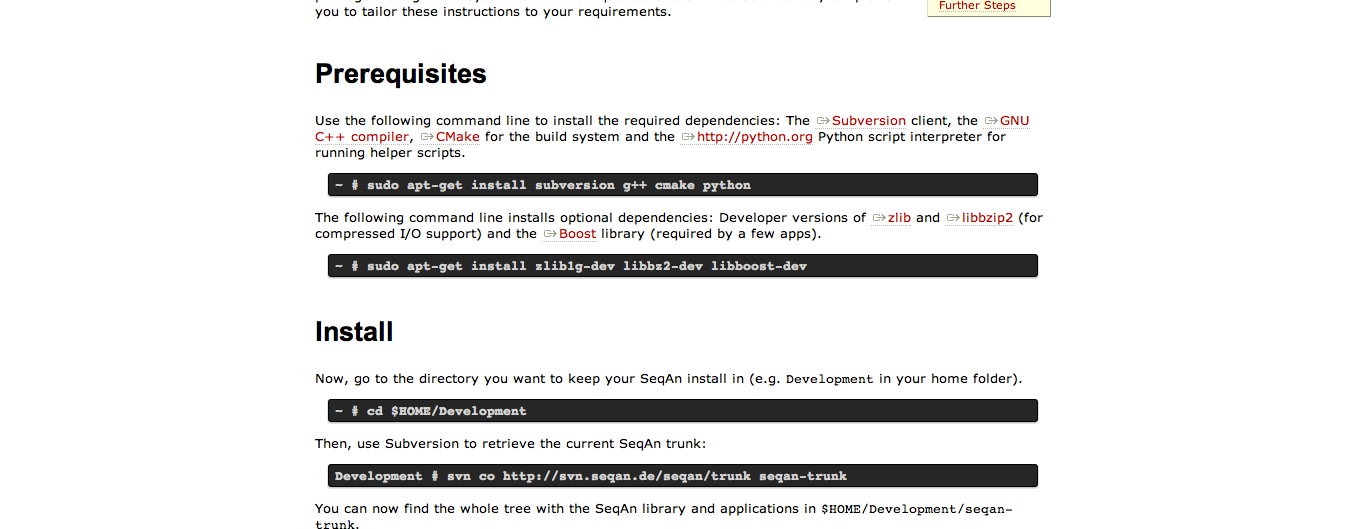 you to tailor these instructions to your requirements.
Further Steps
Prerequisites
Use the following command line to install the required dependencies: The Subversion client, the GNU
C++ compiler, CMake for the build system and the http://python.org Python script interpreter for
running helper scripts.
~ # sudo apt-get install subversion g++ cmake python
The following command line installs optional dependencies: Developer versions of zlib and libbzip2 (for
compressed I/O support) and the Boost library (required by a few apps).
~ # sudo apt-get install zlib1g-dev libbz2-dev libboost-dev
Install
Now, go to the directory you want to keep your SeqAn install in (e.g. Development in your home folder).
~ # cd $HOME/Development
Then, use Subversion to retrieve the current SeqAn trunk:
Development # svn co http://svn.seqan.de/seqan/trunk seqan-trunk
You can now find the whole tree with the SeqAn library and applications in $HOME/Development/seqan-
trunk.